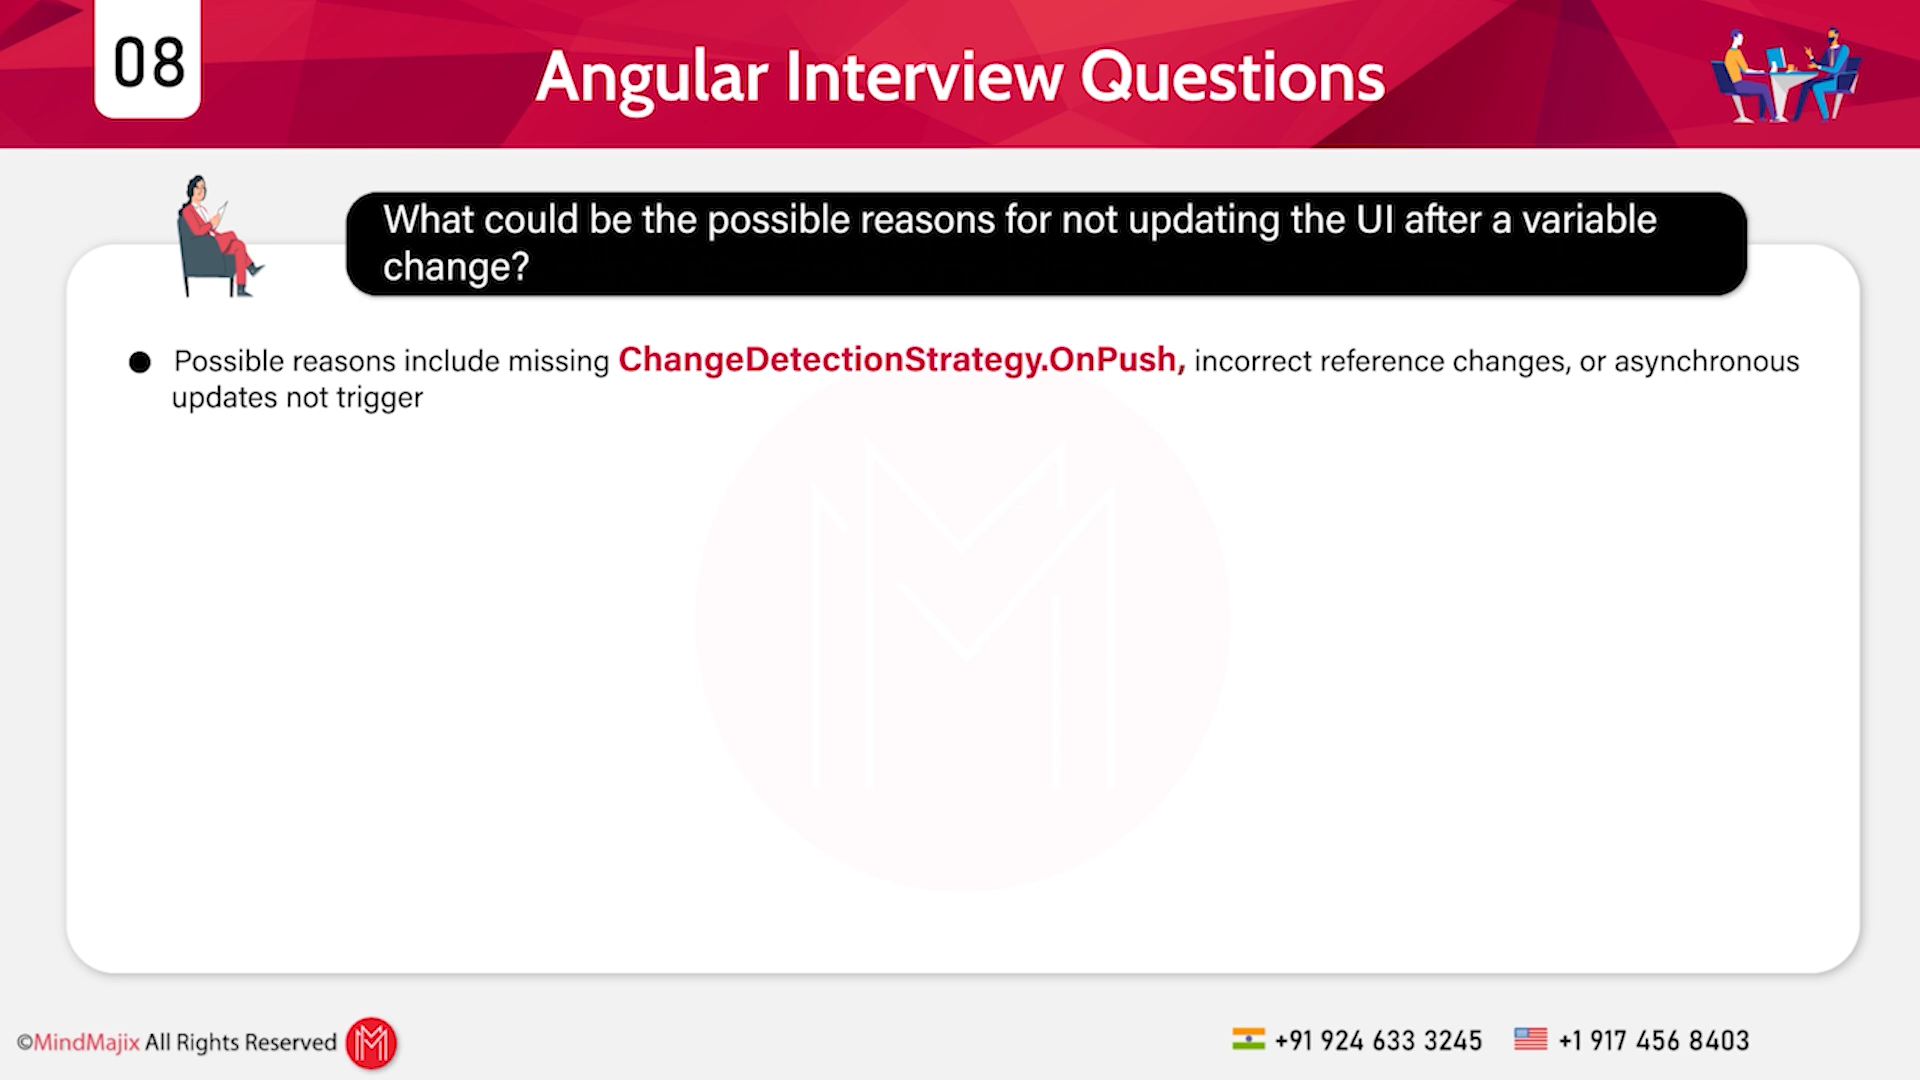 08
Angular Interview Questions
What could be the possible reasons for not updating the UI after a variable
change?
● Possible reasons include missing ChangeDetectionStrategy.OnPush, incorrect reference changes, or asynchronous
updates not trigger
©MindMajix All Rights Reserved
+91 924 633 3245
+1 917 456 8403